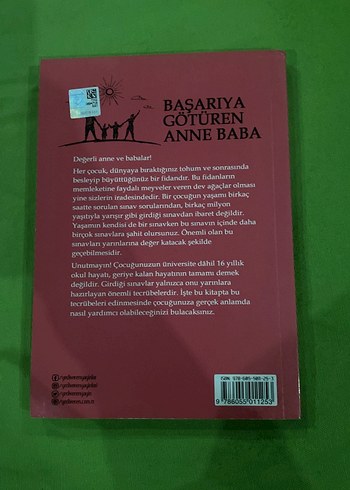 BAŞARIYA
GÖTÜREN
ANNE BABA
Değerli anne ve babalar!
Her çocuk, dünyaya bıraktığınız tohum ve sonrasında
besleyip büyüttüğünüz bir fidandır. Bu fidanların
memleketine faydalı meyveler veren dev ağaçlar olması
yine sizlerin iradesindedir. Bir çocuğun yaşamı birkaç
saatte sorulan sınav sorularından, birkaç milyon
yaşıtıyla yarışır gibi girdiği sınavdan ibaret değildir.
Yaşamın kendisi de bir sınavken bu sınavın içinde daha
birçok sınavlara şahit olursunuz. Önemli olan bu
sınavları yarınlarına değer katacak şekilde
geçebilmesidir.
Unutmayın! Çocuğunuzun üniversite dâhil 16 yıllık
okul hayatı, geriye kalan hayatının tamamı demek
değildir. Girdiği sınavlar yalnızca onu yarınlara
hazırlayan önemli tecrübelerdir. İşte bu kitapta bu
tecrübeleri edinmesinde çocuğunuza gerçek anlamda
nasıl yardımcı olabileceğinizi bulacaksınız.
9 786055 011253